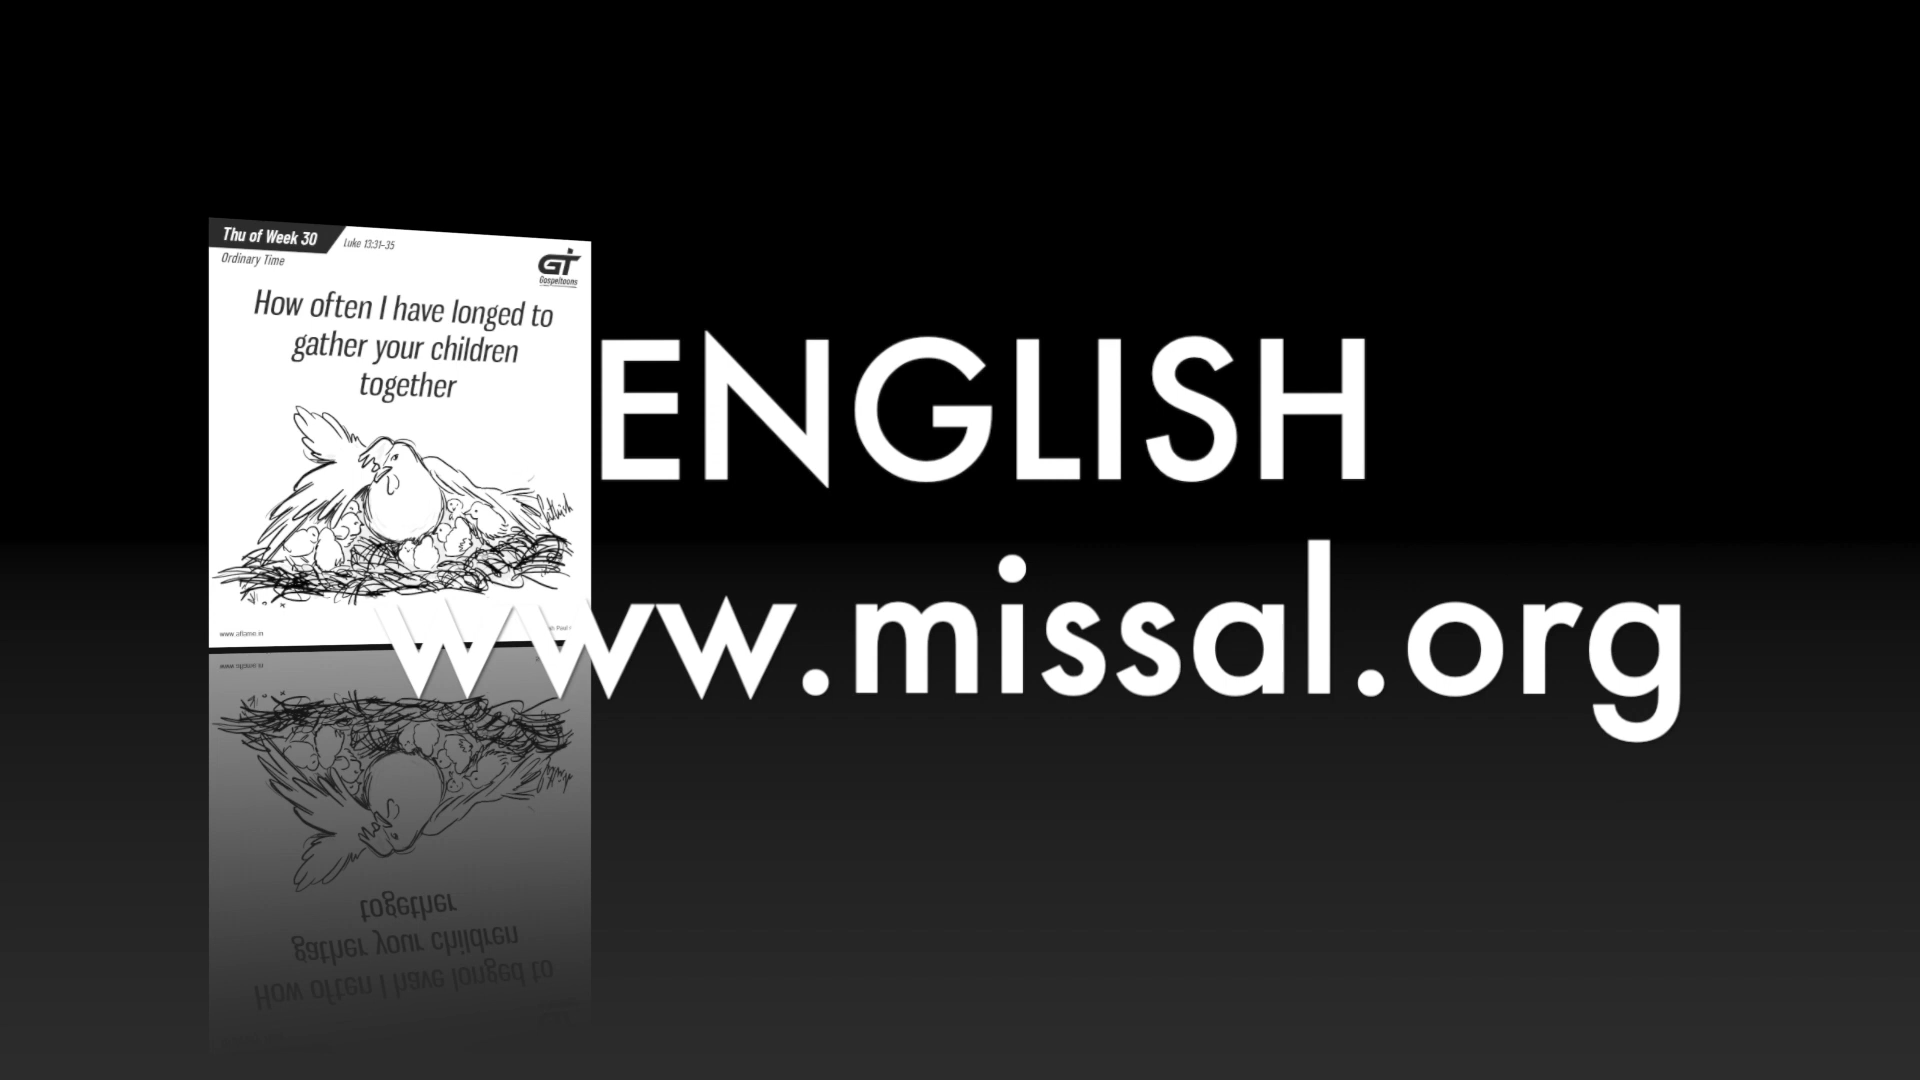 Thu of Week 30
Luke 13:31-35
Ordinary Time
GT
Gospeltoons
How often I have longed to
gather your children
together
ENGLISH
www.missal.org